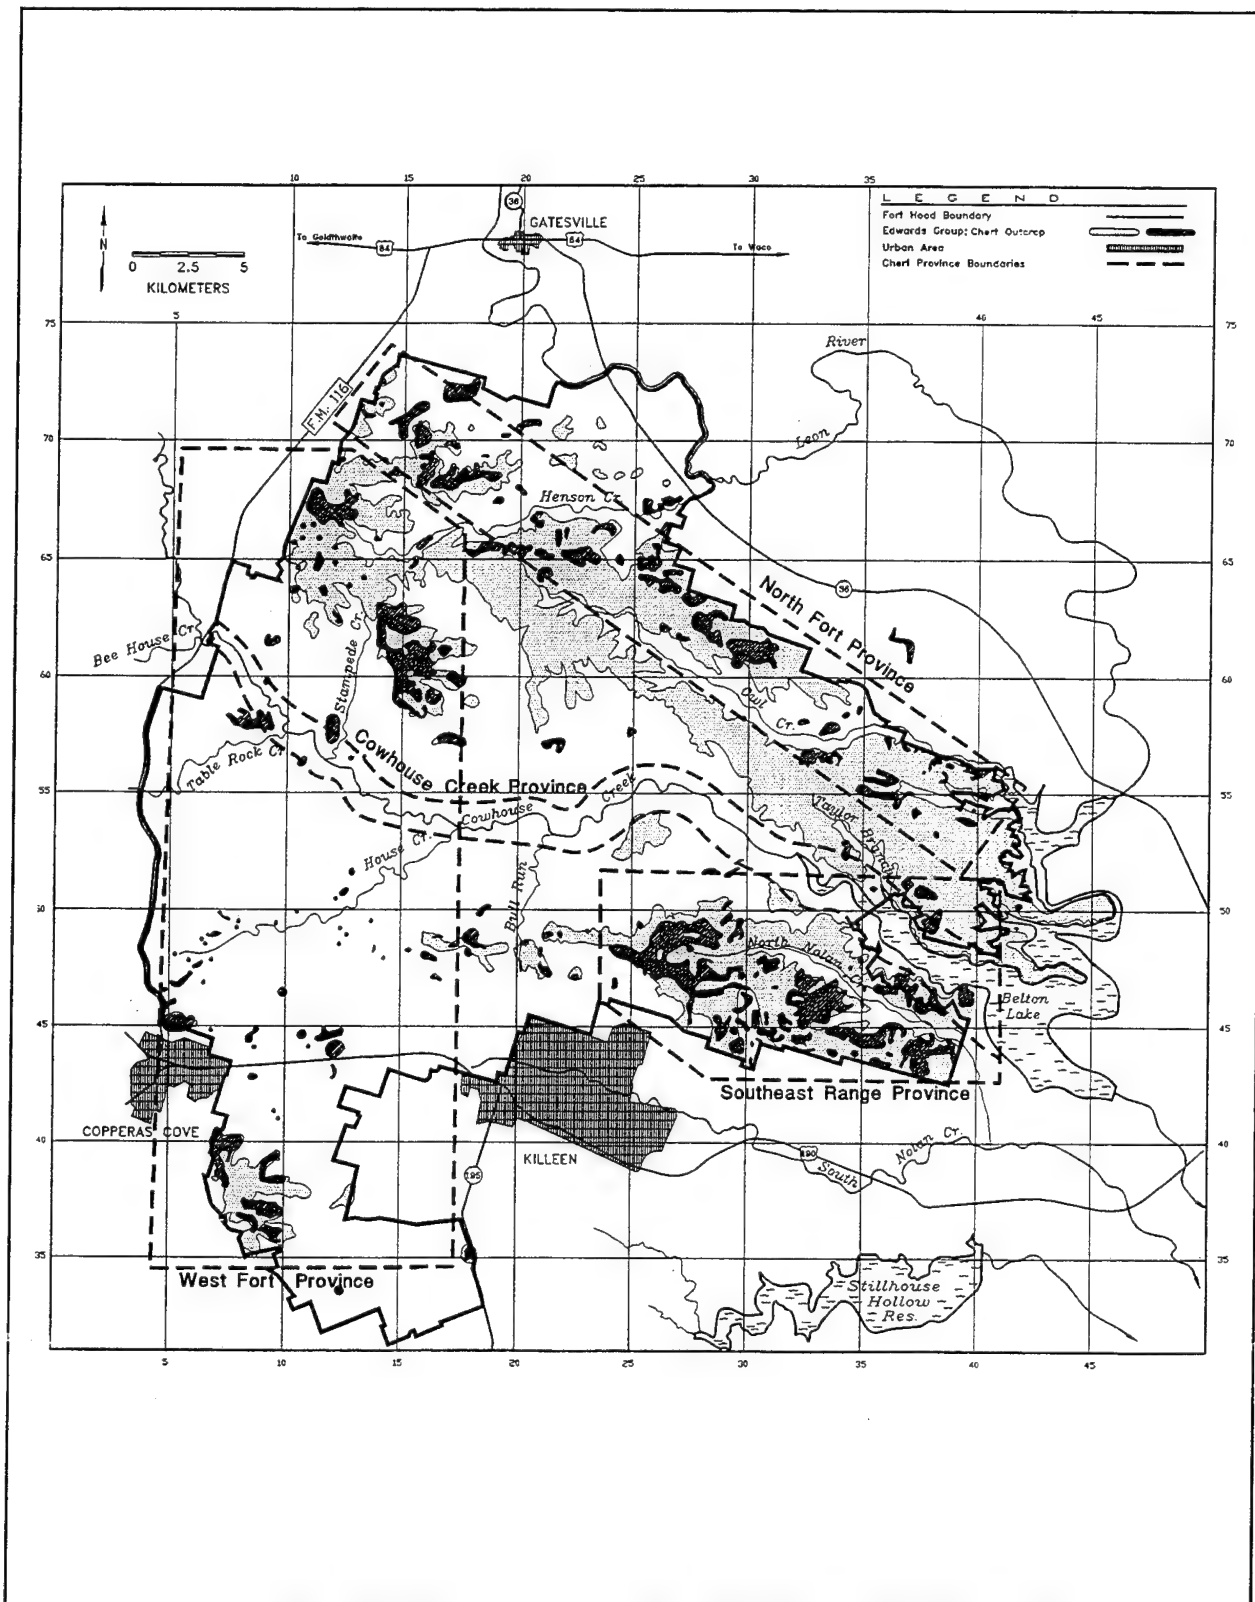 10 15 20 25 30 35
36
GATESVILLE
To Goldthwaite
84
84
To Waco
LEGEND
Fort Hood Boundary
Edwards Group; Chert Outcrop
Urban Area
Chert Province Boundaries
N
0 2.5 5
KILOMETERS
75 5 40 45 75
River
F.M. 116
70 Leon 70
Henson Cr.
65 65
36
North Fort Province
Bee House Cr.
Stampede Cr.
60 60
Owl Cr.
Table Rock Cr.
Cowhouse Creek Province
55 Cowhouse Creek 55
Taylor Branch
House Cr.
Bull Run
50 50
North Nolan
Belton
Lake
45 45
Southeast Range Province
COPPERAS COVE
40 40
KILLEEN
190
South Nolan Cr.
195
35 35
West Fort Province
Stillhouse
Hollow
Res.
5 10 15 20 25 30 35 40 45